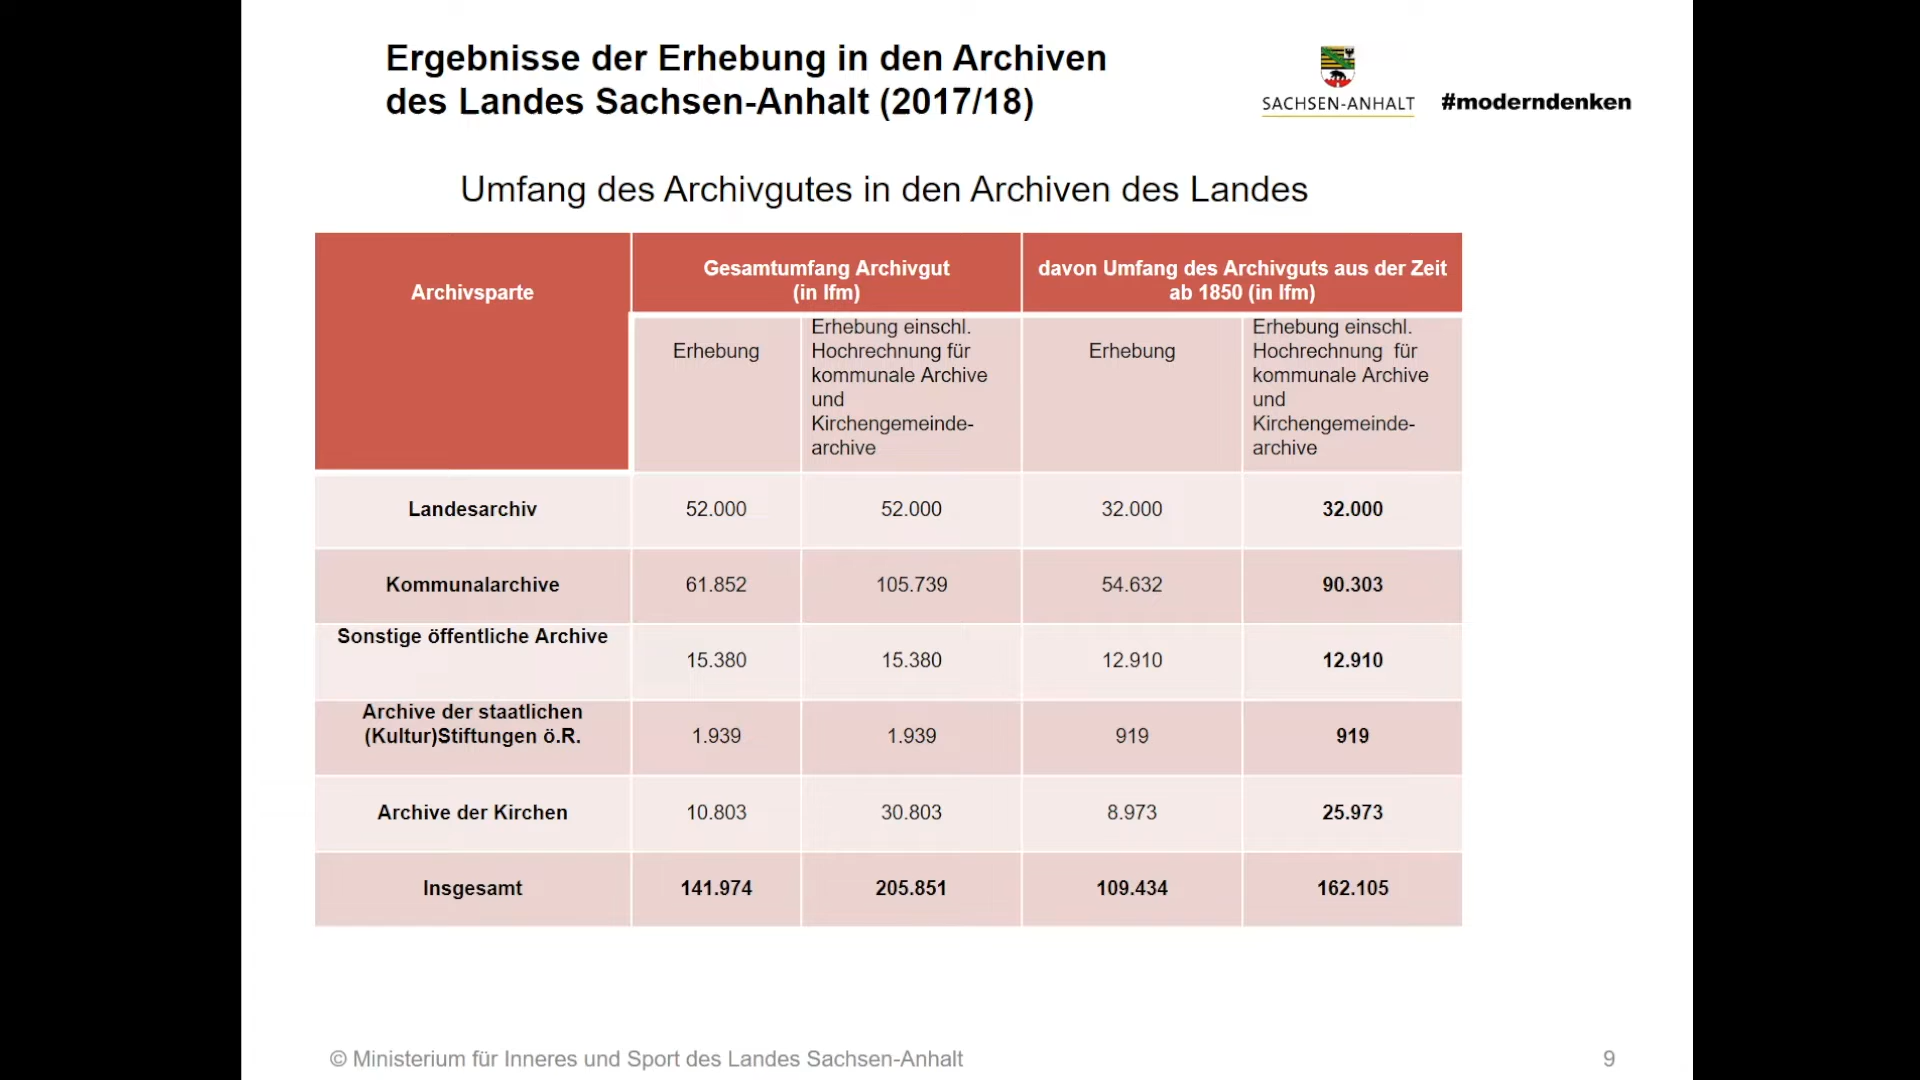 Ergebnisse der Erhebung in den Archiven
des Landes Sachsen-Anhalt (2017/18)
SACHSEN-ANHALT
#moderndenken
Umfang des Archivgutes in den Archiven des Landes
Archivsparte
Gesamtumfang Archivgut
(in lfm)
davon Umfang des Archivguts aus der Zeit
ab 1850 (in lfm)
Erhebung
Erhebung einschl.
Hochrechnung für
kommunale Archive
und
Kirchengemeinde-
archive
Erhebung
Erhebung einschl.
Hochrechnung für
kommunale Archive
und
Kirchengemeinde-
archive
Landesarchiv 52.000 52.000 32.000 32.000
Kommunalarchive 61.852 105.739 54.632 90.303
Sonstige öffentliche Archive 15.380 15.380 12.910 12.910
Archive der staatlichen
(Kultur)Stiftungen ö.R. 1.939 1.939 919 919
Archive der Kirchen 10.803 30.803 8.973 25.973
Insgesamt 141.974 205.851 109.434 162.105
© Ministerium für Inneres und Sport des Landes Sachsen-Anhalt
9